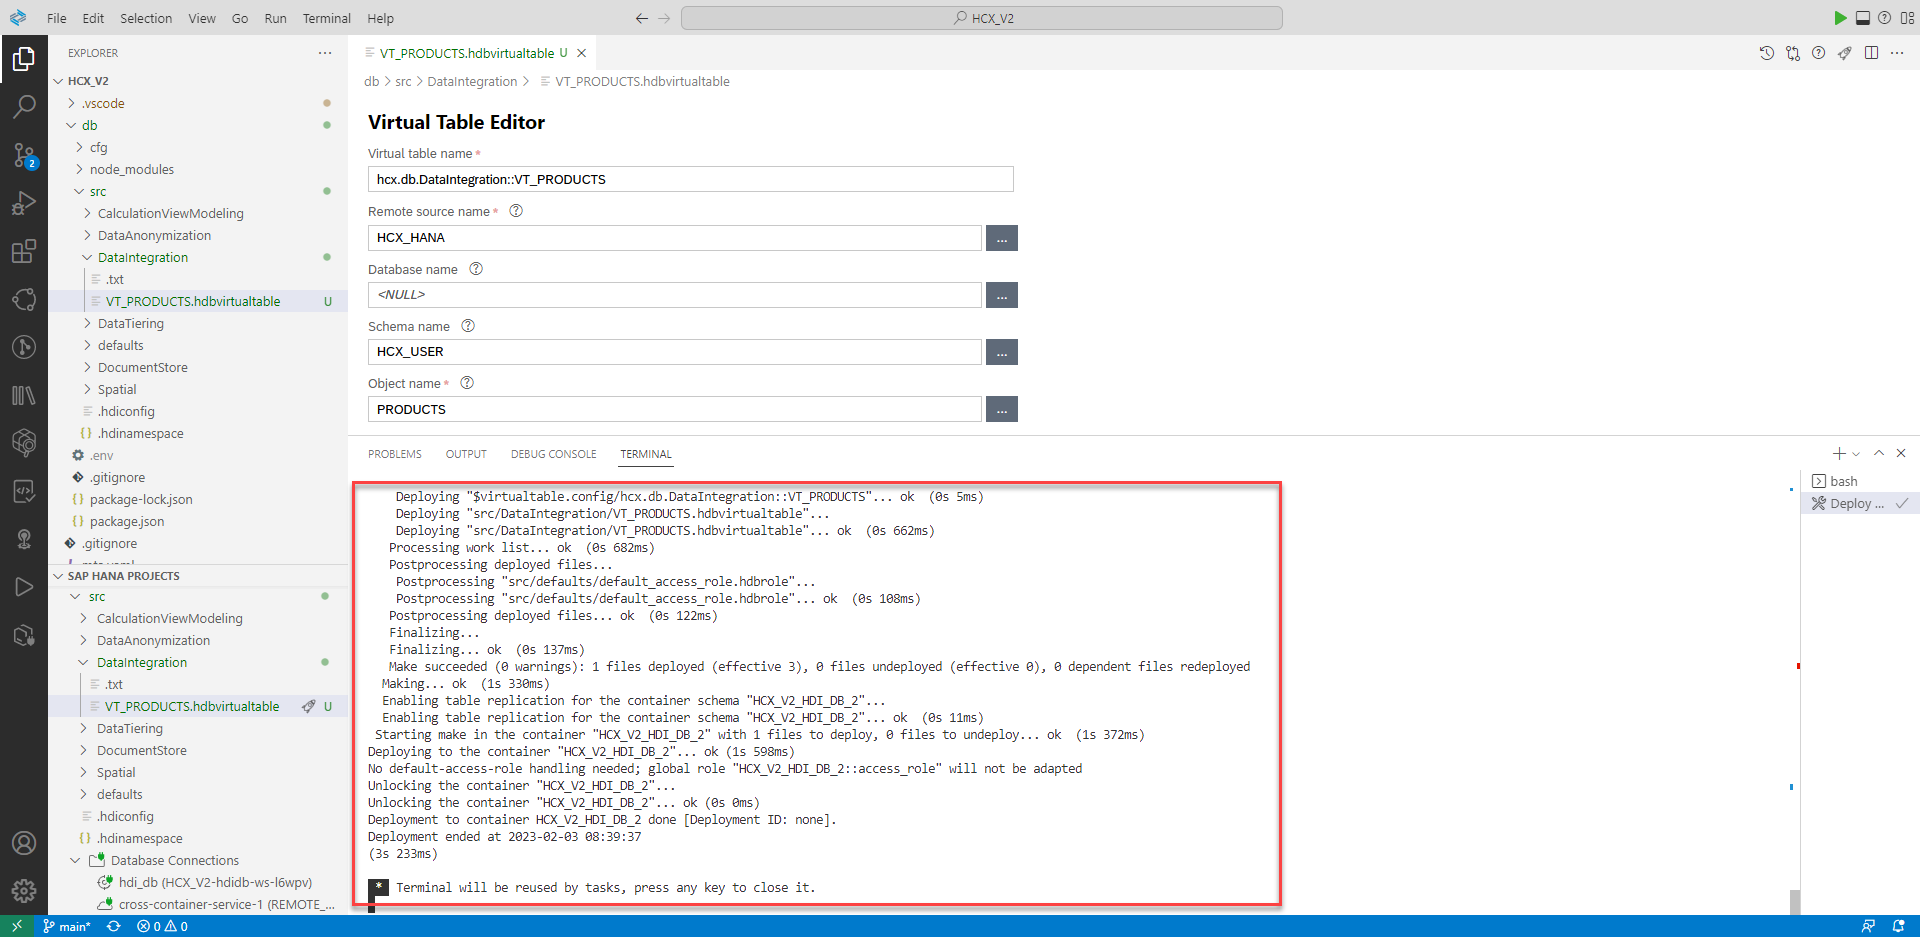 File Edit Selection View Go Run Terminal Help
HCX_V2
EXPLORER
HCX_V2
.vscode
db
cfg
node_modules
src
CalculationViewModeling
DataAnonymization
DataIntegration
.txt
VT_PRODUCTS.hdbvirtualtable U
DataTiering
defaults
DocumentStore
Spatial
.hdiconfig
{} .hdinamespace
.env
.gitignore
{} package-lock.json
{} package.json
.gitignore
SAP HANA PROJECTS
src
CalculationViewModeling
DataAnonymization
DataIntegration
.txt
VT_PRODUCTS.hdbvirtualtable U
DataTiering
DocumentStore
Spatial
defaults
.hdiconfig
{} .hdinamespace
Database Connections
hdi_db (HCX_V2-hdidb-ws-l6wpv)
cross-container-service-1 (REMOTE_...
2
VT_PRODUCTS.hdbvirtualtable U
db > src > DataIntegration > VT_PRODUCTS.hdbvirtualtable
Virtual Table Editor
Virtual table name *
hcx.db.DataIntegration::VT_PRODUCTS
Remote source name *
HCX_HANA
...
Database name
<NULL>
...
Schema name
HCX_USER
...
Object name *
PRODUCTS
...
PROBLEMS OUTPUT DEBUG CONSOLE TERMINAL
Deploying "$virtualtable.config/hcx.db.DataIntegration::VT_PRODUCTS"... ok (0s 5ms)
Deploying "src/DataIntegration/VT_PRODUCTS.hdbvirtualtable"...
Deploying "src/DataIntegration/VT_PRODUCTS.hdbvirtualtable"... ok (0s 662ms)
Processing work list... ok (0s 682ms)
Postprocessing deployed files...
Postprocessing "src/defaults/default_access_role.hdbrole"...
Postprocessing "src/defaults/default_access_role.hdbrole"... ok (0s 108ms)
Postprocessing deployed files... ok (0s 122ms)
Finalizing...
Finalizing... ok (0s 137ms)
Make succeeded (0 warnings): 1 files deployed (effective 3), 0 files undeployed (effective 0), 0 dependent files redeployed
Making... ok (1s 330ms)
Enabling table replication for the container schema "HCX_V2_HDI_DB_2"...
Enabling table replication for the container schema "HCX_V2_HDI_DB_2"... ok (0s 11ms)
Starting make in the container "HCX_V2_HDI_DB_2" with 1 files to deploy, 0 files to undeploy... ok (1s 372ms)
Deploying to the container "HCX_V2_HDI_DB_2"... ok (1s 598ms)
No default-access-role handling needed; global role "HCX_V2_HDI_DB_2::access_role" will not be adapted
Unlocking the container "HCX_V2_HDI_DB_2"...
Unlocking the container "HCX_V2_HDI_DB_2"... ok (0s 0ms)
Deployment to container HCX_V2_HDI_DB_2 done [Deployment ID: none].
Deployment ended at 2023-02-03 08:39:37
(3s 233ms)
* Terminal will be reused by tasks, press any key to close it.
bash
Deploy ...
main* 0 0